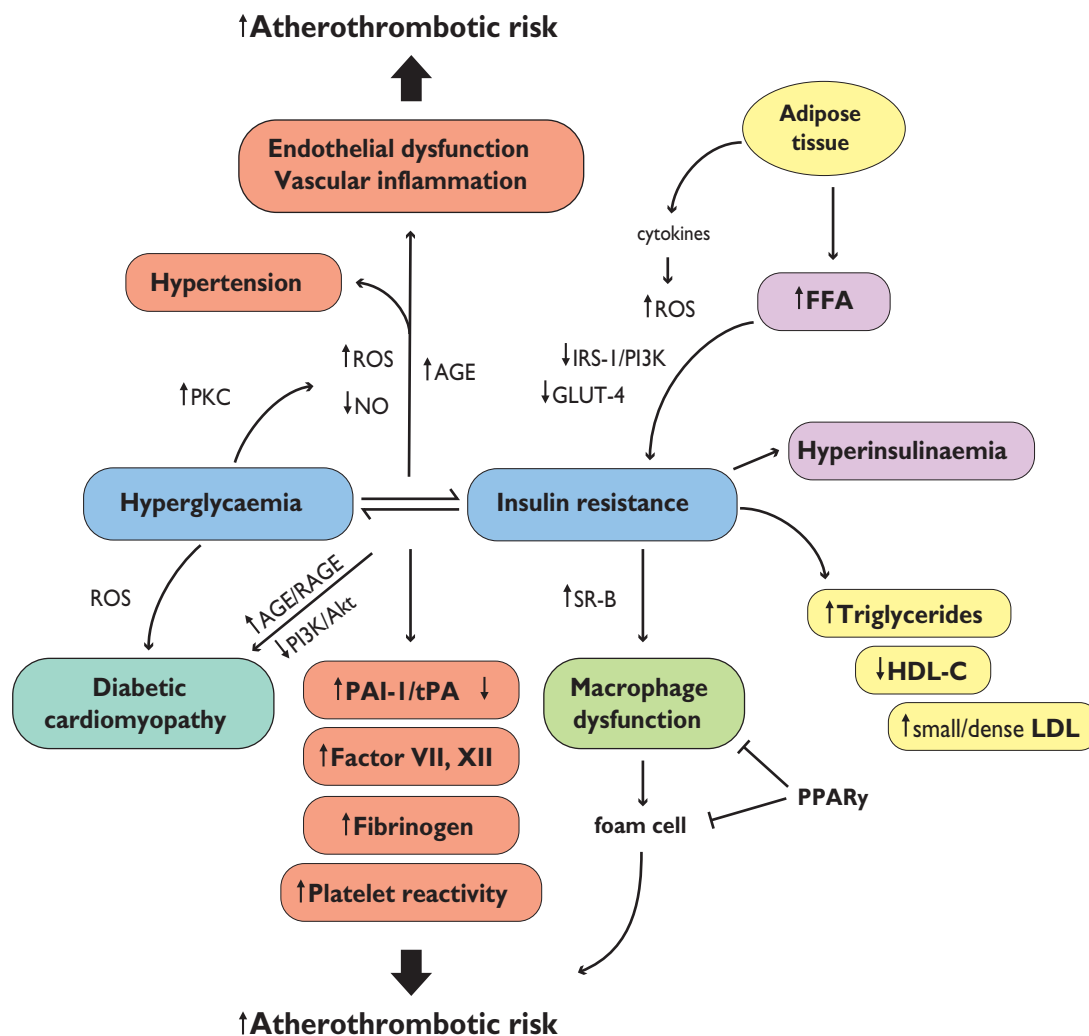 ↑Atherothrombotic risk
Endothelial dysfunction
Vascular inflammation
Adipose
tissue
cytokines
↑ROS
↑FFA
Hypertension
↑ROS
↓NO
↑AGE
↑PKC
↓IRS-1/PI3K
↓GLUT-4
Hyperinsulinaemia
Hyperglycaemia
Insulin resistance
ROS
↑AGE/RAGE
↓PI3K/Akt
↑SR-B
↑Triglycerides
↓HDL-C
↑small/dense LDL
Diabetic
cardiomyopathy
↑PAI-1/tPA ↓
↑Factor VII, XII
↑Fibrinogen
↑Platelet reactivity
Macrophage
dysfunction
foam cell
PPARy
↑Atherothrombotic risk